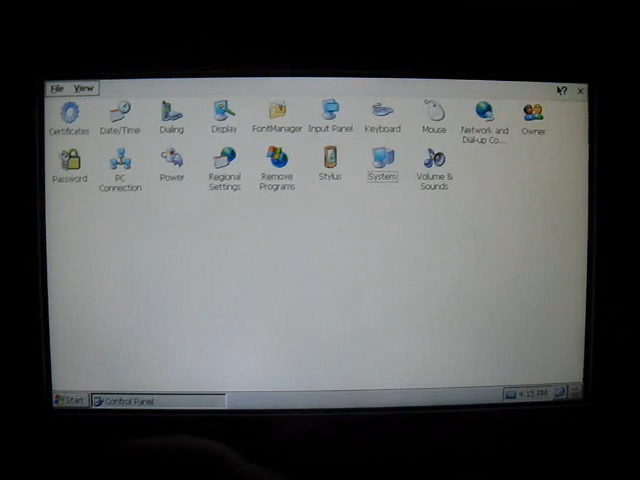 File View
Certificates Date/Time Dialing Display FontManager Input Panel Keyboard Mouse Network and Dial-up Co... Owner
Password PC Connection Power Regional Settings Remove Programs Stylus System Volume & Sounds
Start Control Panel 4:15 PM